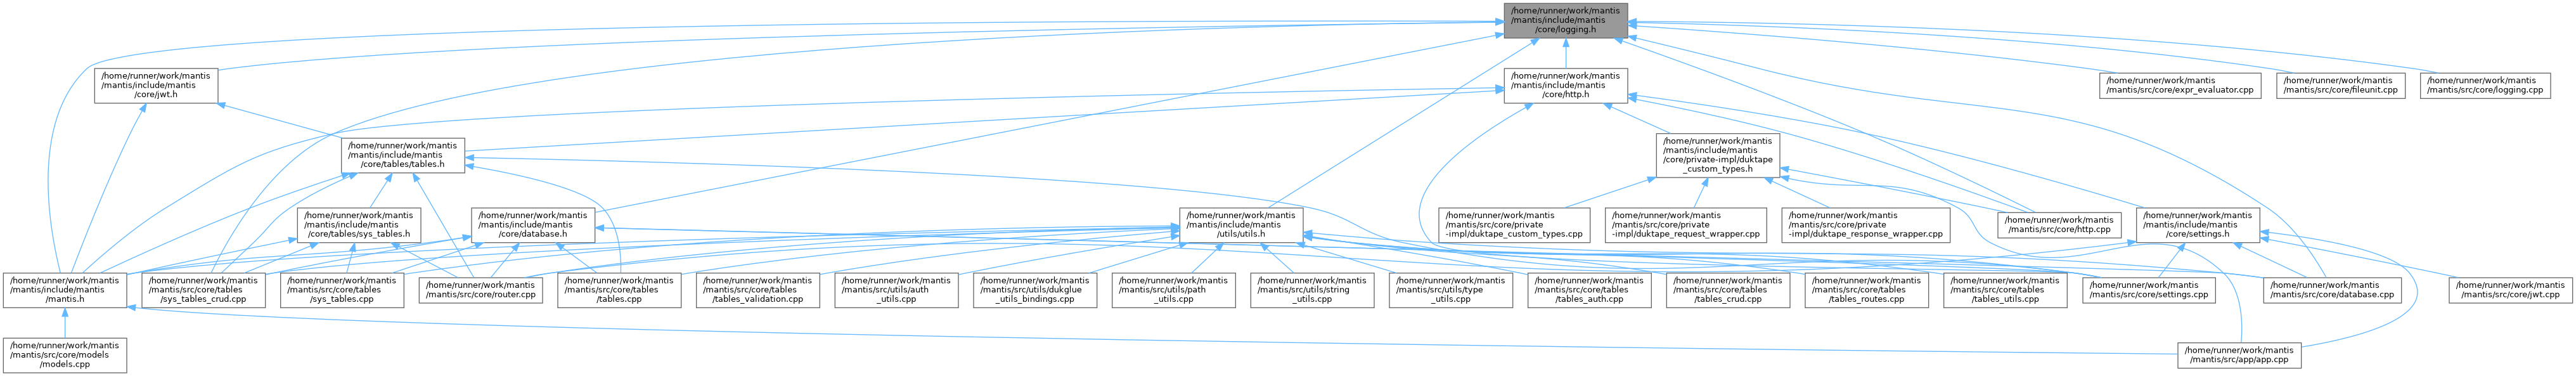 /home/runner/work/mantis
/mantis/include/mantis
/core/logging.h
/home/runner/work/mantis
/mantis/include/mantis
/core/jwt.h
/home/runner/work/mantis
/mantis/include/mantis
/core/http.h
/home/runner/work/mantis
/mantis/src/core/expr_evaluator.cpp
/home/runner/work/mantis
/mantis/src/core/fileunit.cpp
/home/runner/work/mantis
/mantis/src/core/logging.cpp
/home/runner/work/mantis
/mantis/include/mantis
/core/tables/tables.h
/home/runner/work/mantis
/mantis/include/mantis
/core/private-impl/duktape
_custom_types.h
/home/runner/work/mantis
/mantis/include/mantis
/core/tables/sys_tables.h
/home/runner/work/mantis
/mantis/include/mantis
/core/database.h
/home/runner/work/mantis
/mantis/include/mantis
/utils/utils.h
/home/runner/work/mantis
/mantis/src/core/private
-impl/duktape_custom_types.cpp
/home/runner/work/mantis
/mantis/src/core/private
-impl/duktape_request_wrapper.cpp
/home/runner/work/mantis
/mantis/src/core/private
-impl/duktape_response_wrapper.cpp
/home/runner/work/mantis
/mantis/src/core/http.cpp
/home/runner/work/mantis
/mantis/include/mantis
/core/settings.h
/home/runner/work/mantis
/mantis/include/mantis
/mantis.h
/home/runner/work/mantis
/mantis/src/core/tables
/sys_tables_crud.cpp
/home/runner/work/mantis
/mantis/src/core/tables
/sys_tables.cpp
/home/runner/work/mantis
/mantis/src/core/router.cpp
/home/runner/work/mantis
/mantis/src/core/tables
/tables.cpp
/home/runner/work/mantis
/mantis/src/core/tables
/tables_validation.cpp
/home/runner/work/mantis
/mantis/src/utils/auth
_utils.cpp
/home/runner/work/mantis
/mantis/src/utils/dukglue
_utils_bindings.cpp
/home/runner/work/mantis
/mantis/src/utils/path
_utils.cpp
/home/runner/work/mantis
/mantis/src/utils/string
_utils.cpp
/home/runner/work/mantis
/mantis/src/utils/type
_utils.cpp
/home/runner/work/mantis
/mantis/src/core/tables
/tables_auth.cpp
/home/runner/work/mantis
/mantis/src/core/tables
/tables_crud.cpp
/home/runner/work/mantis
/mantis/src/core/tables
/tables_routes.cpp
/home/runner/work/mantis
/mantis/src/core/tables
/tables_utils.cpp
/home/runner/work/mantis
/mantis/src/core/settings.cpp
/home/runner/work/mantis
/mantis/src/core/database.cpp
/home/runner/work/mantis
/mantis/src/core/jwt.cpp
/home/runner/work/mantis
/mantis/src/core/models
/models.cpp
/home/runner/work/mantis
/mantis/src/app/app.cpp